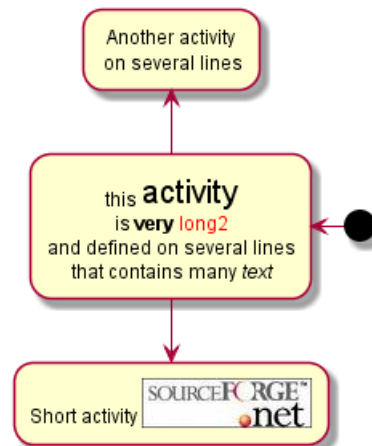 Another activity
on several lines
this activity
is very long2
and defined on several lines
that contains many text
Short activity SOURCEFORGE™
.net